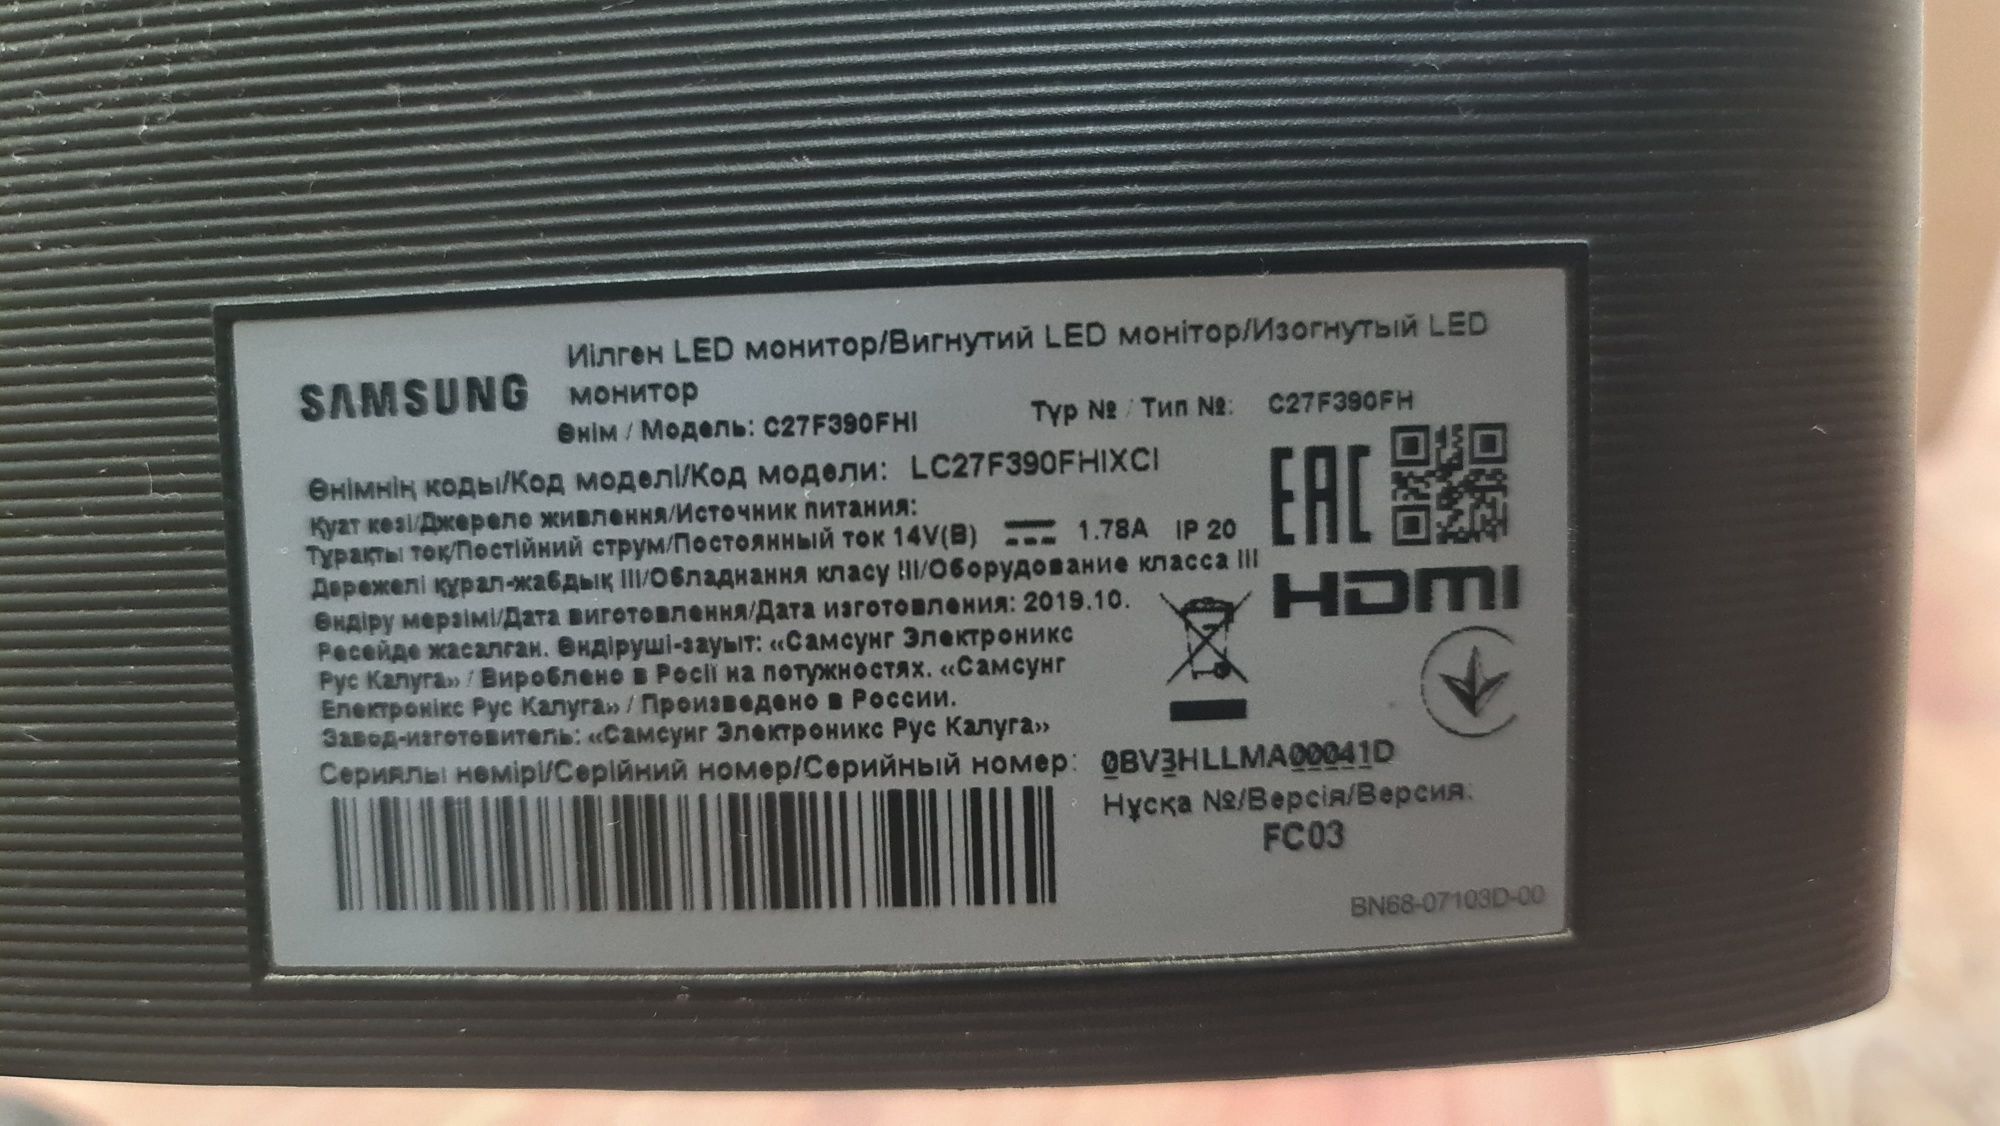 SAMSUNG
Иілген LED монитор/Вигнутий LED монітор/Изогнутый LED
монитор
Өнім / Модель: C27F390FHI Түр № / Тип №: C27F390FH
Өнімнің коды/Код моделі/Код модели: LC27F390FHIXCI
Қуат көзі/Джерело живлення/Источник питания:
Тұрақты ток/Постійний струм/Постоянный ток 14V(В) 1.78A IP 20
Дәрежелі құрал-жабдық III/Обладнання класу III/Оборудование класса III
Өндіру мерзімі/Дата виготовлення/Дата изготовления: 2019.10.
Ресейде жасалған. Өндіруші-зауыт: «Самсунг Электроникс
Рус Калуга» / Вироблено в Росії на потужностях. «Самсунг
Електронікс Рус Калуга» / Произведено в России.
Завод-изготовитель: «Самсунг Электроникс Рус Калуга»
Сериялы нөмірі/Серійний номер/Серийный номер: 0BV3HLLMA00041D
Нұсқа №/Версія/Версия:
FC03
EAC
HDMI
BN68-07103D-00